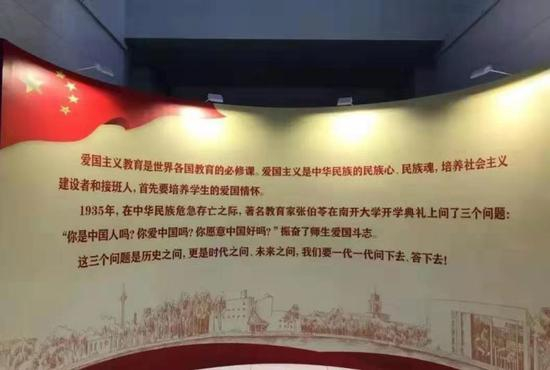 爱国主义教育是世界各国教育的必修课。爱国主义是中华民族的民族心、民族魂，培养社会主义
建设者和接班人，首先要培养学生的爱国情怀。
1935年，在中华民族危急存亡之际，著名教育家张伯苓在南开大学开学典礼上问了三个问题：
“你是中国人吗？你爱中国吗？你愿意中国好吗？”振奋了师生爱国斗志。
这三个问题是历史之问，更是时代之问、未来之问，我们要一代一代问下去、答下去！